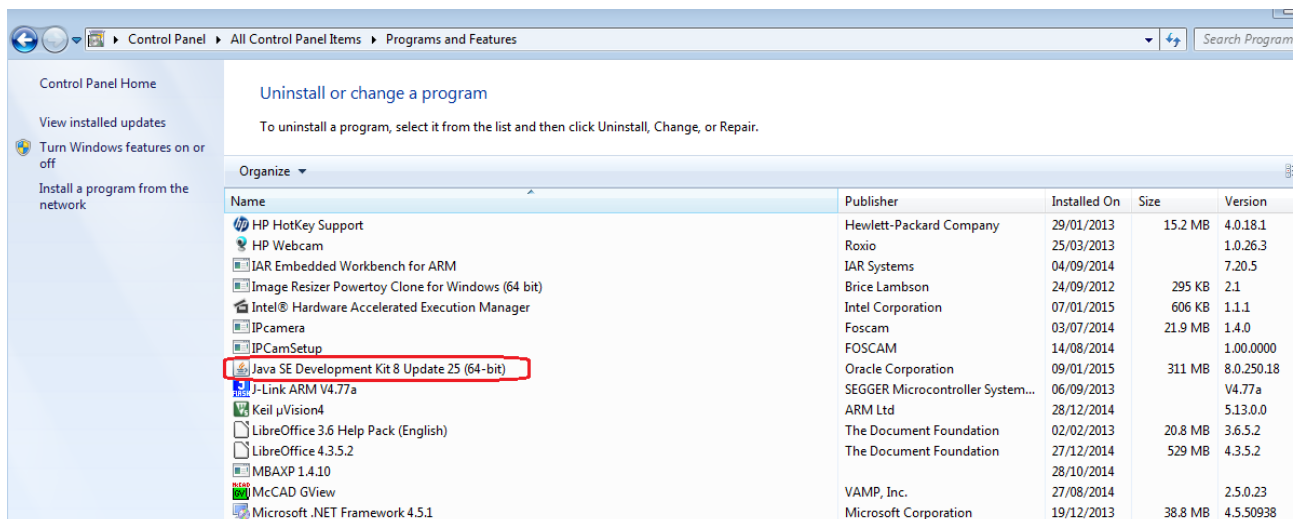 Control Panel ▸ All Control Panel Items ▸ Programs and Features
Search Program
Control Panel Home
View installed updates
Turn Windows features on or
off
Install a program from the
network
Uninstall or change a program
To uninstall a program, select it from the list and then click Uninstall, Change, or Repair.
Organize
Name Publisher Installed On Size Version
HP HotKey Support Hewlett-Packard Company 29/01/2013 15.2 MB 4.0.18.1
HP Webcam Roxio 25/03/2013 1.0.26.3
IAR Embedded Workbench for ARM IAR Systems 04/09/2014 7.20.5
Image Resizer Powertoy Clone for Windows (64 bit) Brice Lambson 24/09/2012 295 KB 2.1
Intel® Hardware Accelerated Execution Manager Intel Corporation 07/01/2015 606 KB 1.1.1
IPcamera Foscam 03/07/2014 21.9 MB 1.4.0
IPCamSetup FOSCAM 14/08/2014 1.00.0000
Java SE Development Kit 8 Update 25 (64-bit) Oracle Corporation 09/01/2015 311 MB 8.0.250.18
J-Link ARM V4.77a SEGGER Microcontroller System... 06/09/2013 V4.77a
Keil µVision4 ARM Ltd 28/12/2014 5.13.0.0
LibreOffice 3.6 Help Pack (English) The Document Foundation 02/02/2013 20.8 MB 3.6.5.2
LibreOffice 4.3.5.2 The Document Foundation 27/12/2014 529 MB 4.3.5.2
MBAXP 1.4.10 28/10/2014
McCAD GView VAMP, Inc. 27/08/2014 2.5.0.23
Microsoft .NET Framework 4.5.1 Microsoft Corporation 19/12/2013 38.8 MB 4.5.50938